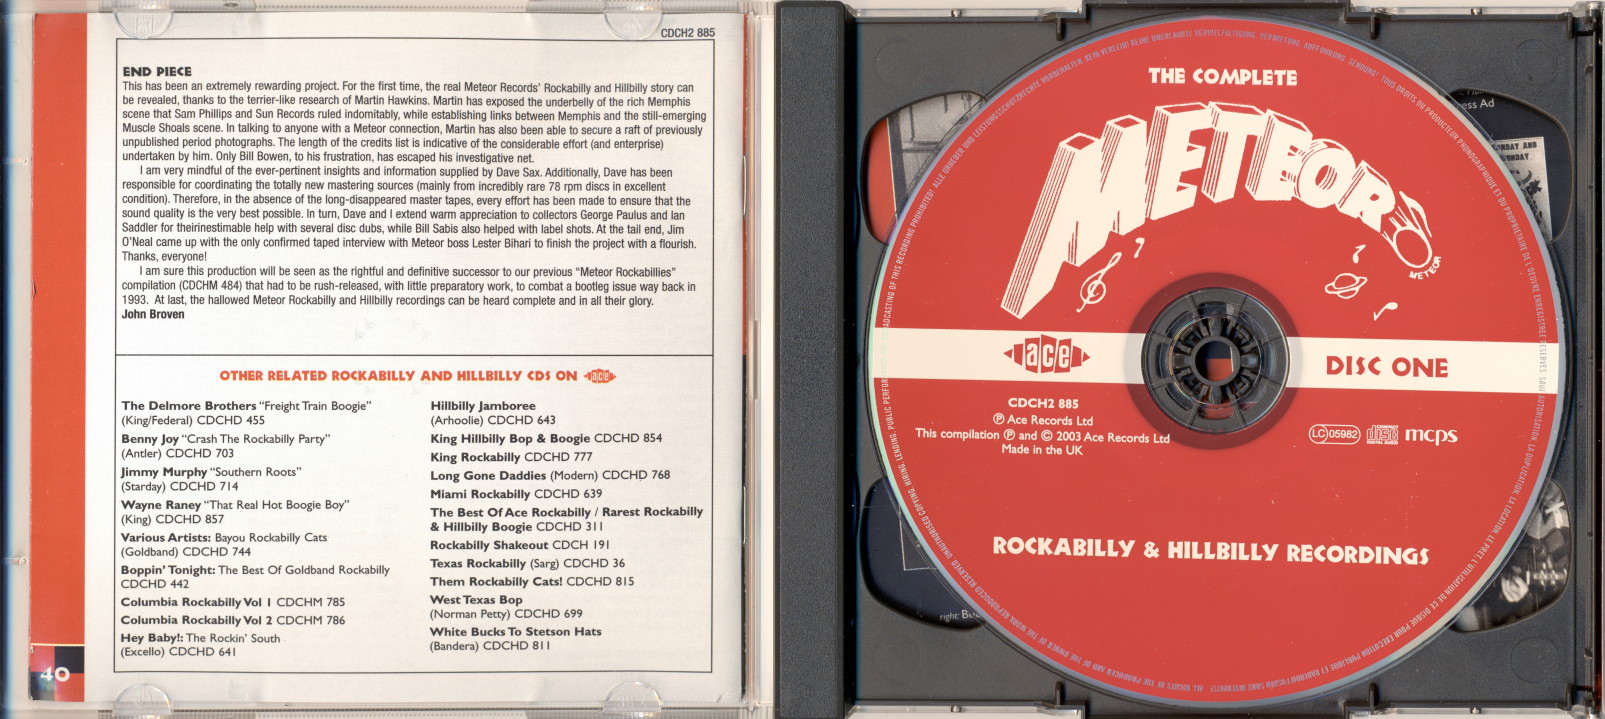 CDCH2 885
END PIECE
This has been an extremely rewarding project. For the first time, the real Meteor Records' Rockabilly and Hillbilly story can
be revealed, thanks to the terrier-like research of Martin Hawkins. Martin has exposed the underbelly of the rich Memphis
scene that Sam Phillips and Sun Records ruled indomitably, while establishing links between Memphis and the still-emerging
Muscle Shoals scene. In talking to anyone with a Meteor connection, Martin has also been able to secure a raft of previously
unpublished period photographs. The length of the credits list is indicative of the considerable effort (and enterprise)
undertaken by him. Only Bill Bowen, to his frustration, has escaped his investigative net.
I am very mindful of the ever-pertinent insights and information supplied by Dave Sax. Additionally, Dave has been
responsible for coordinating the totally new mastering sources (mainly from incredibly rare 78 rpm discs in excellent
condition). Therefore, in the absence of the long-disappeared master tapes, every effort has been made to ensure that the
sound quality is the very best possible. In turn, Dave and I extend warm appreciation to collectors George Paulus and Ian
Saddler for theirinestimable help with several disc dubs, while Bill Sabis also helped with label shots. At the tail end, Jim
O'Neal came up with the only confirmed taped interview with Meteor boss Lester Bihari to finish the project with a flourish.
Thanks, everyone!
I am sure this production will be seen as the rightful and definitive successor to our previous "Meteor Rockabillies"
compilation (CDCHM 484) that had to be rush-released, with little preparatory work, to combat a bootleg issue way back in
1993. At last, the hallowed Meteor Rockabilly and Hillbilly recordings can be heard complete and in all their glory.
John Broven
OTHER RELATED ROCKABILLY AND HILLBILLY CDS ON ace
The Delmore Brothers "Freight Train Boogie"
(King/Federal) CDCHD 455
Benny Joy "Crash The Rockabilly Party"
(Antler) CDCHD 703
Jimmy Murphy "Southern Roots"
(Starday) CDCHD 714
Wayne Raney "That Real Hot Boogie Boy"
(King) CDCHD 857
Various Artists: Bayou Rockabilly Cats
(Goldband) CDCHD 744
Boppin' Tonight: The Best Of Goldband Rockabilly
CDCHD 442
Columbia Rockabilly Vol 1 CDCHM 785
Columbia Rockabilly Vol 2 CDCHM 786
Hey Baby!: The Rockin' South
(Excello) CDCHD 641
Hillbilly Jamboree
(Arhoolie) CDCHD 643
King Hillbilly Bop & Boogie CDCHD 854
King Rockabilly CDCHD 777
Long Gone Daddies (Modern) CDCHD 768
Miami Rockabilly CDCHD 639
The Best Of Ace Rockabilly / Rarest Rockabilly
& Hillbilly Boogie CDCHD 311
Rockabilly Shakeout CDCH 191
Texas Rockabilly (Sarg) CDCHD 36
Them Rockabilly Cats! CDCHD 815
West Texas Bop
(Norman Petty) CDCHD 699
White Bucks To Stetson Hats
(Bandera) CDCHD 811
40
THE COMPLETE
METEOR
METEOR
ace
DISC ONE
CDCH2 885
℗ Ace Records Ltd
This compilation ℗ and © 2003 Ace Records Ltd
Made in the UK
LC 05982
COMPACT disc DIGITAL AUDIO
mcps
ROCKABILLY & HILLBILLY RECORDINGS
ess Ad
DAY AND
right: